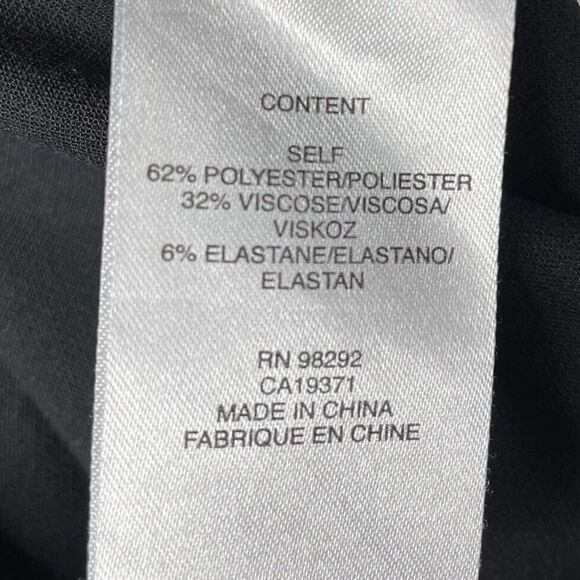 CONTENT
SELF
62% POLYESTER/POLIESTER
32% VISCOSE/VISCOSA/
VISKOZ
6% ELASTANE/ELASTANO/
ELASTAN
RN 98292
CA19371
MADE IN CHINA
FABRIQUE EN CHINE